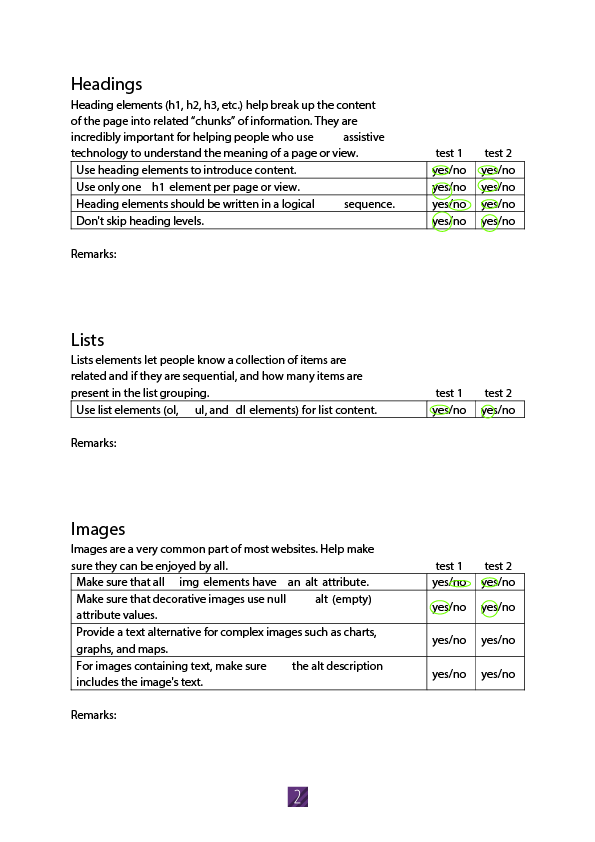 Headings
Heading elements (h1, h2, h3, etc.) help break up the content
of the page into related “chunks” of information. They are
incredibly important for helping people who use assistive
technology to understand the meaning of a page or view. test 1 test 2
Use heading elements to introduce content. yes/no yes/no
Use only one h1 element per page or view. yes/no yes/no
Heading elements should be written in a logical sequence. yes/no yes/no
Don't skip heading levels. yes/no yes/no
Remarks:
Lists
Lists elements let people know a collection of items are
related and if they are sequential, and how many items are
present in the list grouping. test 1 test 2
Use list elements (ol, ul, and dl elements) for list content. yes/no yes/no
Remarks:
Images
Images are a very common part of most websites. Help make
sure they can be enjoyed by all. test 1 test 2
Make sure that all img elements have an alt attribute. yes/no yes/no
Make sure that decorative images use null alt (empty)
attribute values. yes/no yes/no
Provide a text alternative for complex images such as charts,
graphs, and maps. yes/no yes/no
For images containing text, make sure the alt description
includes the image's text. yes/no yes/no
Remarks:
2